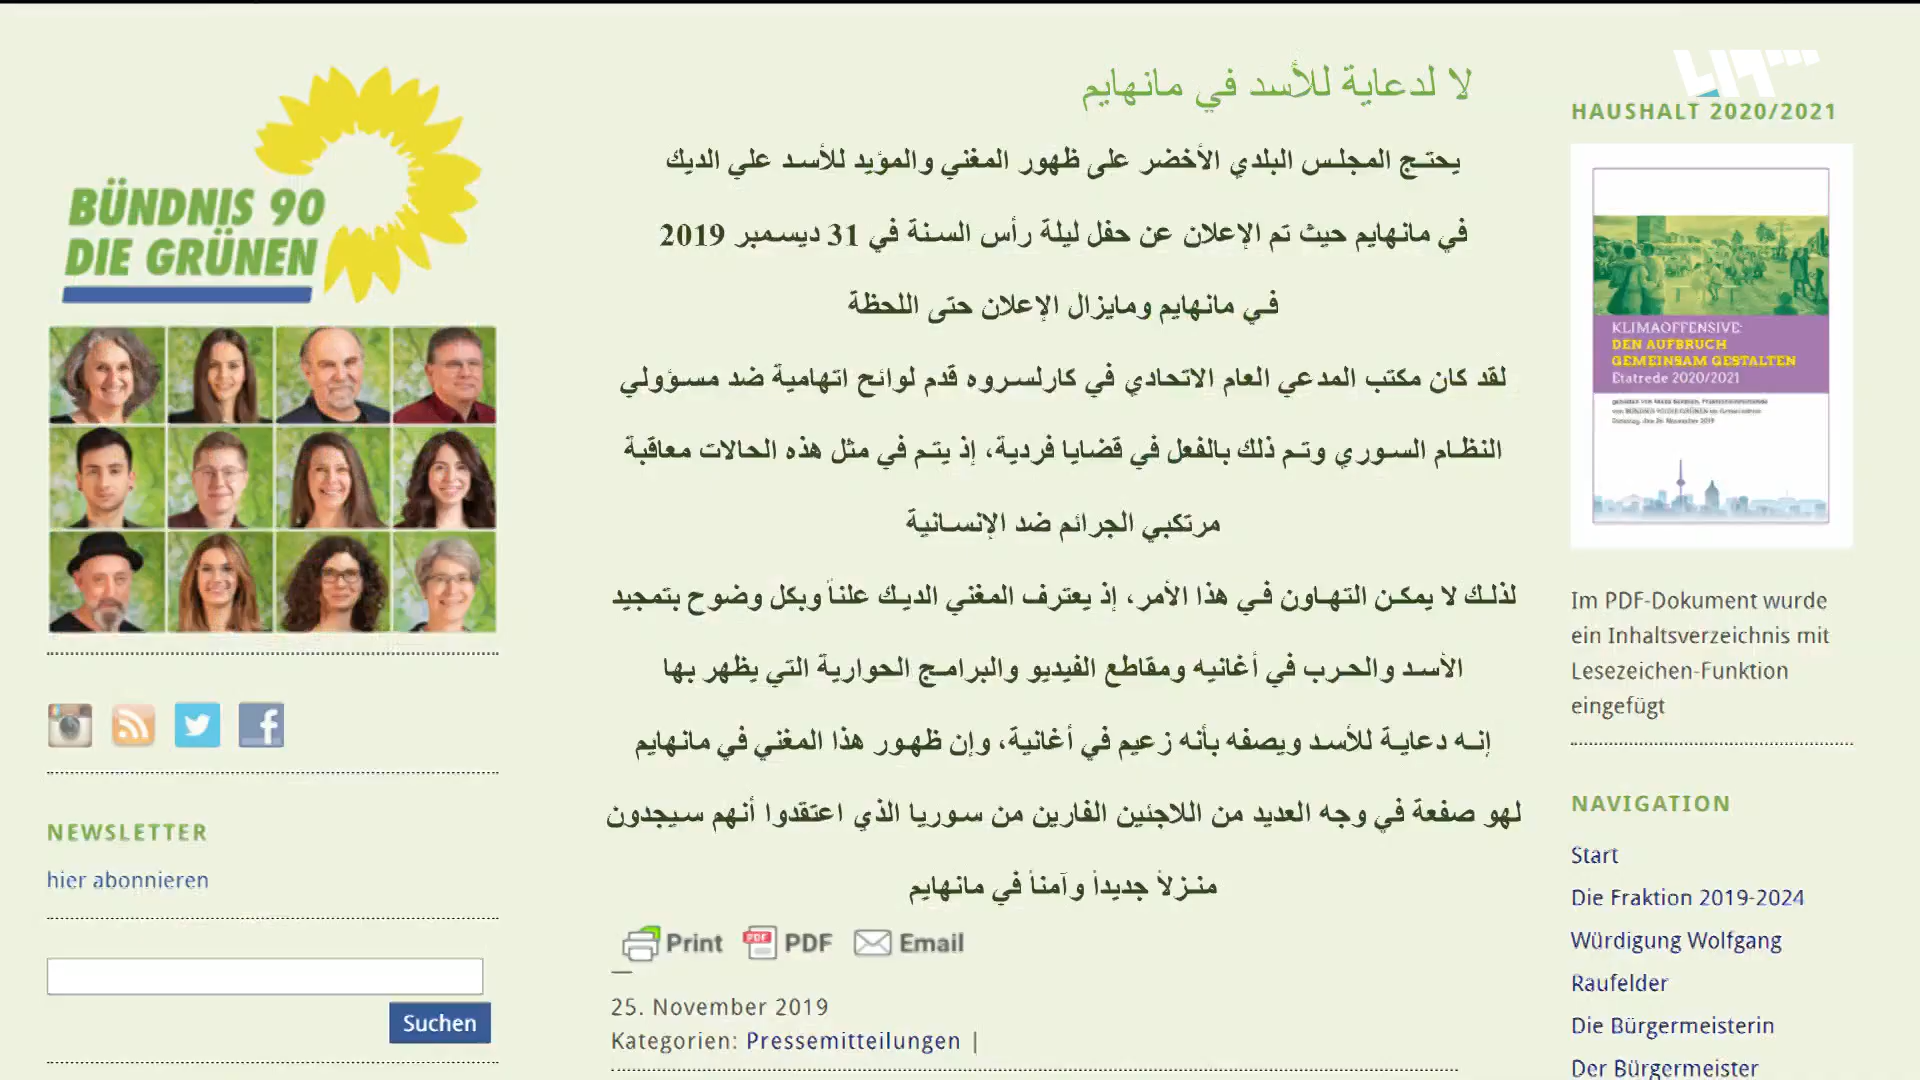 BÜNDNIS 90
DIE GRÜNEN
NEWSLETTER
hier abonnieren
Suchen
لا لدعاية للأسد في مانهايم
يحتج المجلس البلدي الأخضر على ظهور المغني والمؤيد للأسد علي الديك
في مانهايم حيث تم الإعلان عن حفل ليلة رأس السنة في 31 ديسمبر 2019
في مانهايم ومايزال الإعلان حتى اللحظة
لقد كان مكتب المدعي العام الاتحادي في كارلسروه قدم لوائح اتهامية ضد مسؤولي
النظام السوري وتم ذلك بالفعل في قضايا فردية، إذ يتم في مثل هذه الحالات معاقبة
مرتكبي الجرائم ضد الإنسانية
لذلك لا يمكن التهاون في هذا الأمر، إذ يعترف المغني الديك علناً وبكل وضوح بتمجيد
الأسد والحرب في أغانيه ومقاطع الفيديو والبرامج الحوارية التي يظهر بها
إنه دعاية للأسد ويصفه بأنه زعيم في أغانية، وإن ظهور هذا المغني في مانهايم
لهو صفعة في وجه العديد من اللاجئين الفارين من سوريا الذي اعتقدوا أنهم سيجدون
منزلاً جديداً وآمناً في مانهايم
Print PDF Email
25. November 2019
Kategorien: Pressemitteilungen |
HAUSHALT 2020/2021
KLIMAOFFENSIVE:
DEN AUFBRUCH
GEMEINSAM GESTALTEN
Etatrede 2020/2021
Im PDF-Dokument wurde
ein Inhaltsverzeichnis mit
Lesezeichen-Funktion
eingefügt
NAVIGATION
Start
Die Fraktion 2019-2024
Würdigung Wolfgang
Raufelder
Die Bürgermeisterin
Der Bürgermeister